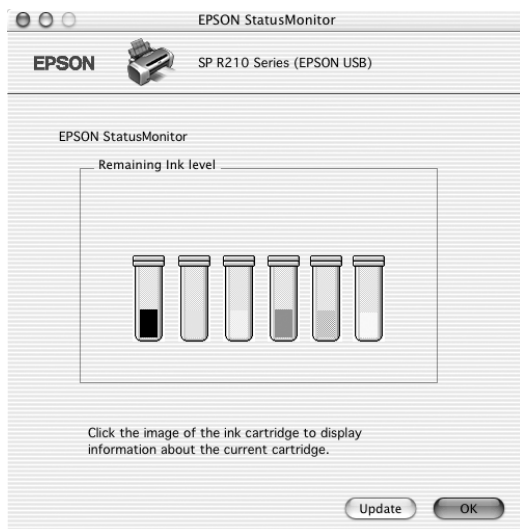 EPSON StatusMonitor
EPSON
SP R210 Series (EPSON USB)
EPSON StatusMonitor
Remaining Ink level
Click the image of the ink cartridge to display
information about the current cartridge.
Update
OK